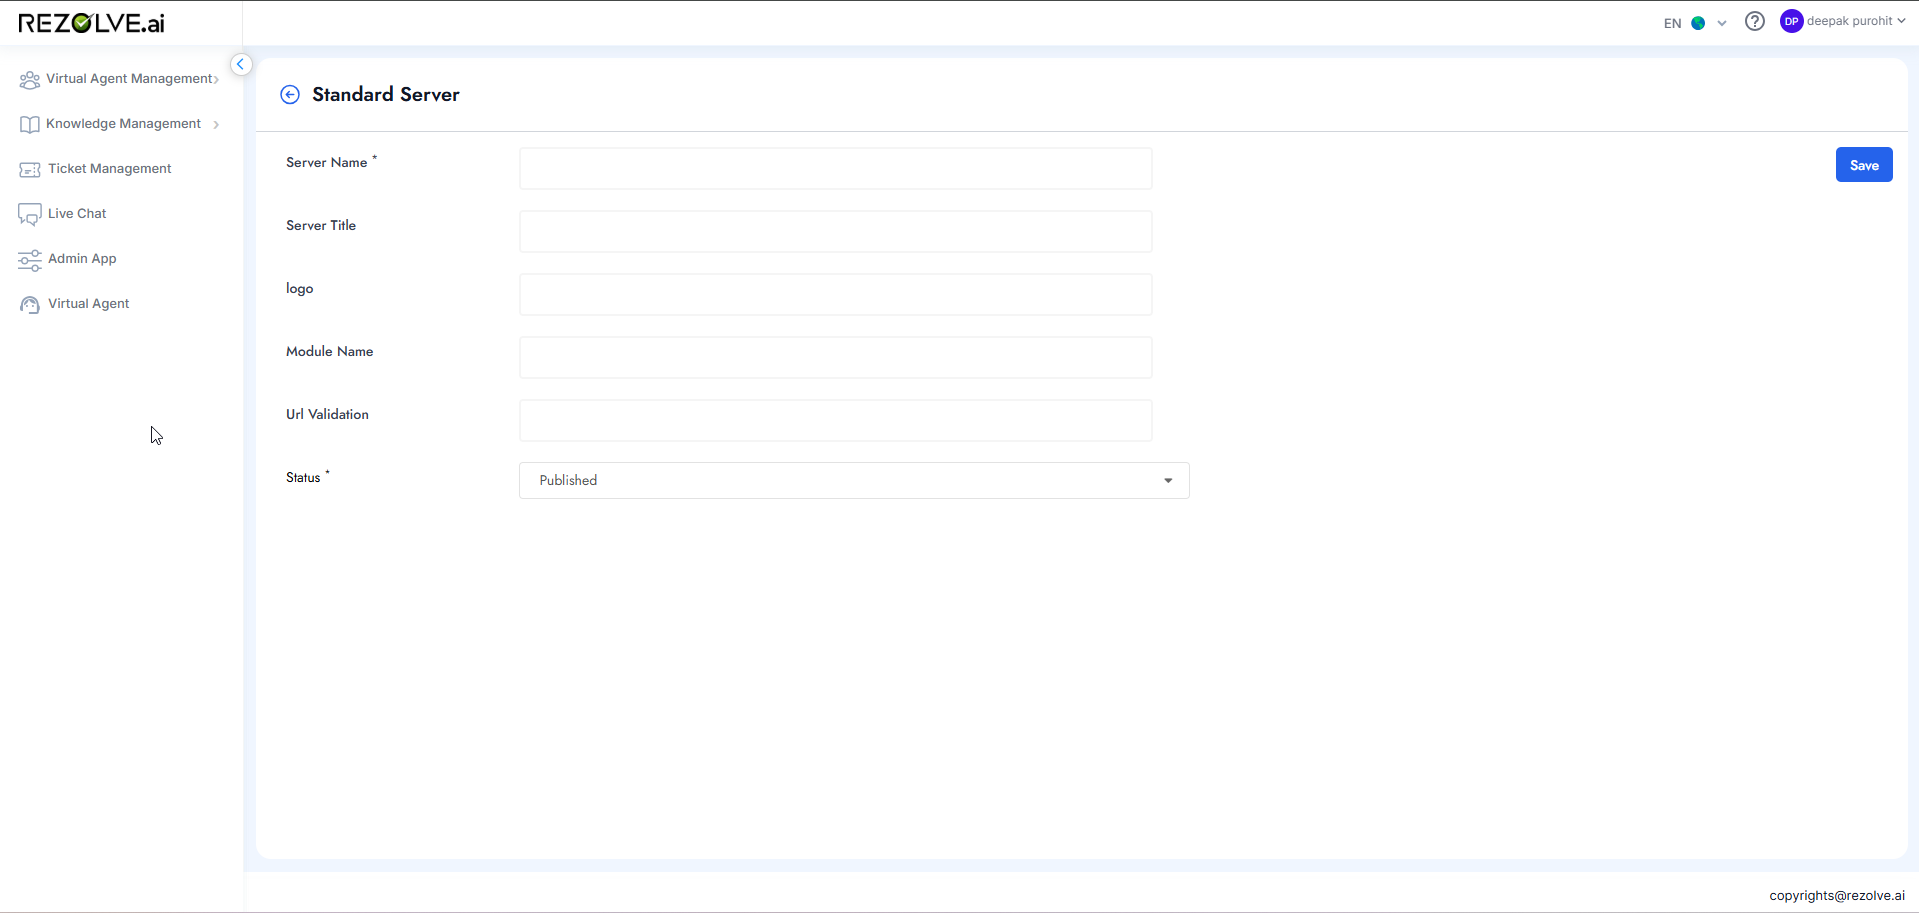 REZOLVE.ai
EN
DP
deepak purohit
Virtual Agent Management
Knowledge Management
Ticket Management
Live Chat
Admin App
Virtual Agent
Standard Server
Server Name *
Save
Server Title
logo
Module Name
Url Validation
Status *
Published
copyrights@rezolve.ai